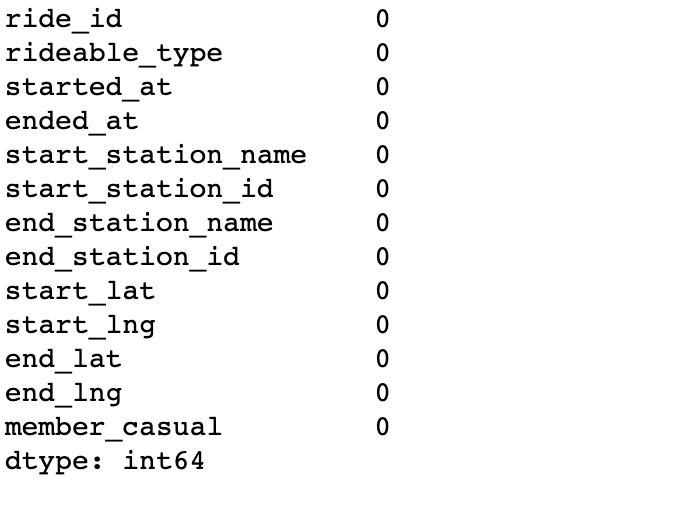 ride_id 0
rideable_type 0
started_at 0
ended_at 0
start_station_name 0
start_station_id 0
end_station_name 0
end_station_id 0
start_lat 0
start_lng 0
end_lat 0
end_lng 0
member_casual 0
dtype: int64